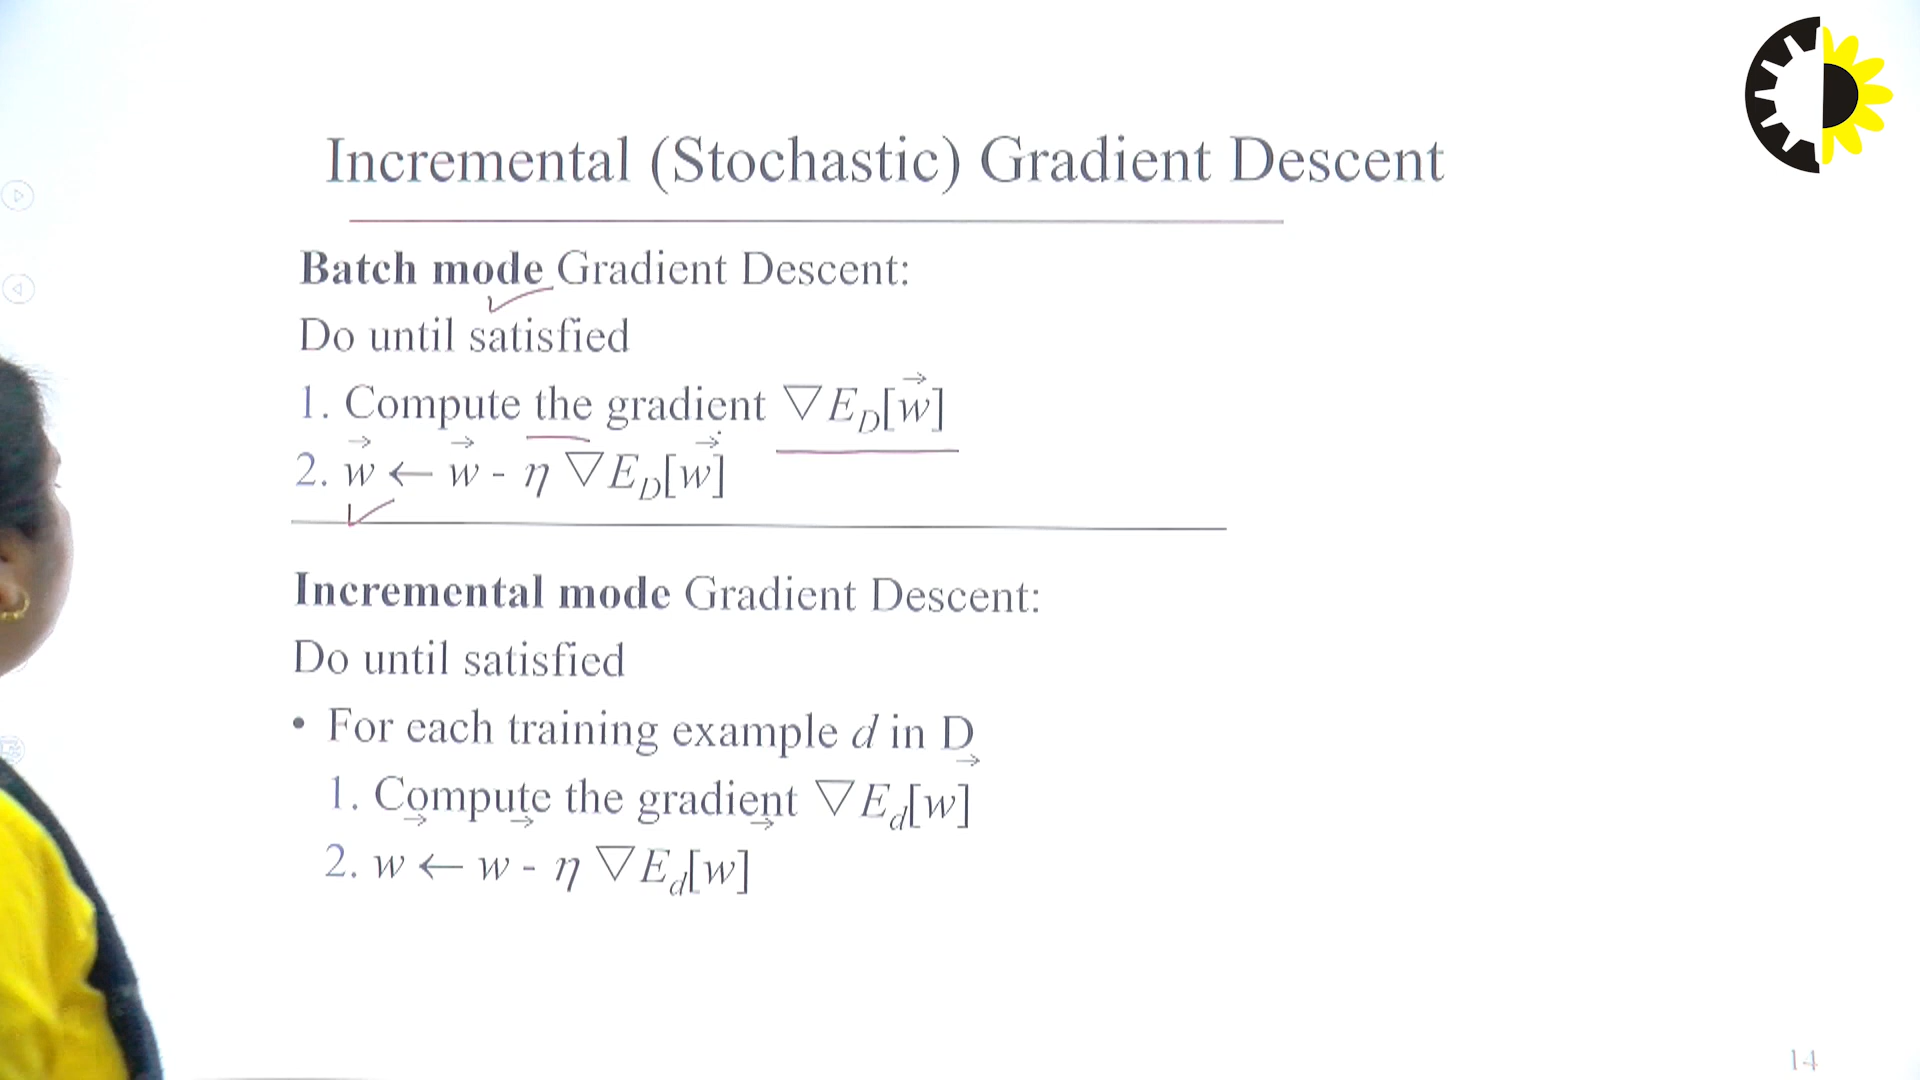 Incremental (Stochastic) Gradient Descent
Batch mode Gradient Descent:
Do until satisfied
1. Compute the gradient ∇E_D[w⃗]
2. w⃗ ← w⃗ - η ∇E_D[w⃗]
Incremental mode Gradient Descent:
Do until satisfied
• For each training example d in D
1. Compute the gradient ∇E_d[w⃗]
2. w⃗ ← w⃗ - η ∇E_d[w⃗]
14